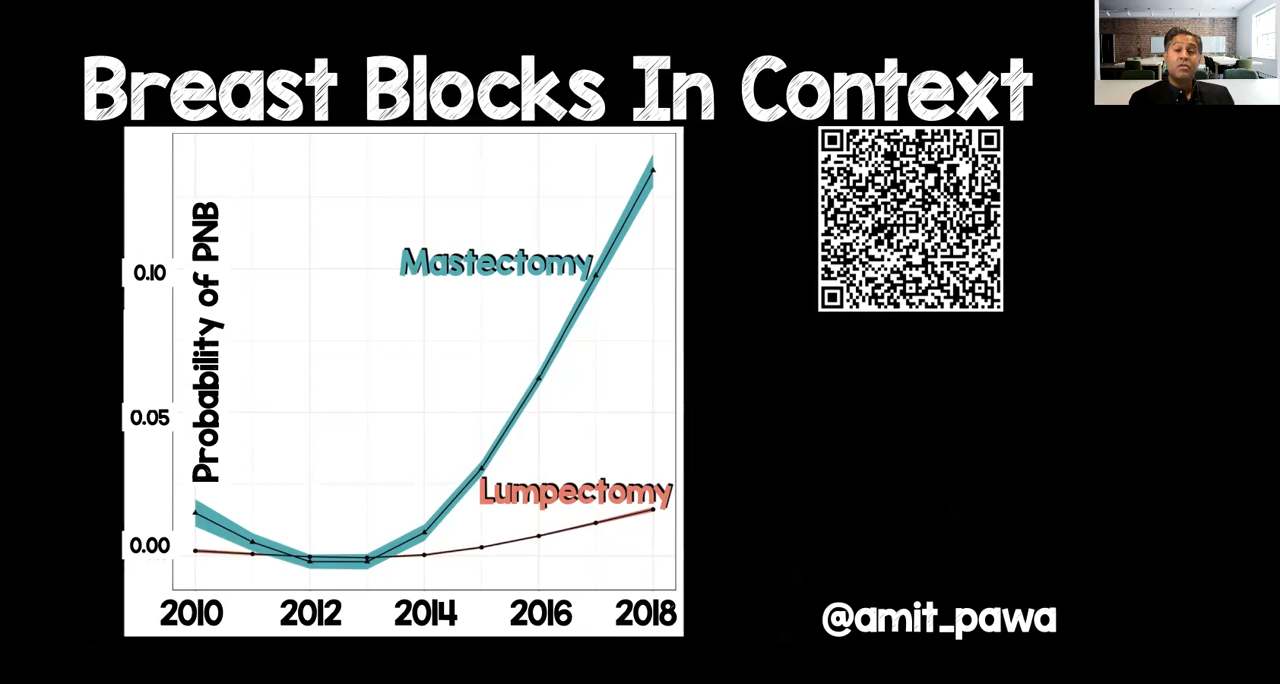 Breast Blocks In Context
Probability of PNB
0.10
0.05
0.00
Mastectomy
Lumpectomy
2010 2012 2014 2016 2018
@amit_pawa